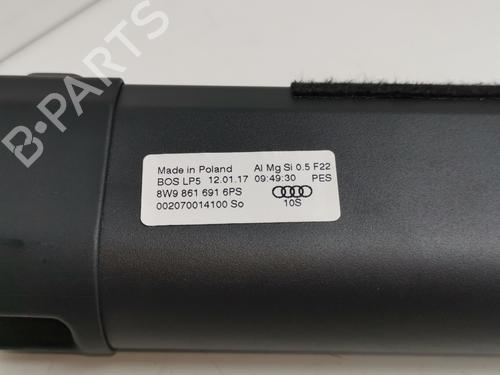 B-PARTS
Made in Poland Al Mg Si 0.5 F22
BOS LP5 12.01.17 09:49:30 PES
8W9 861 691 6PS
002070014100 So 10S